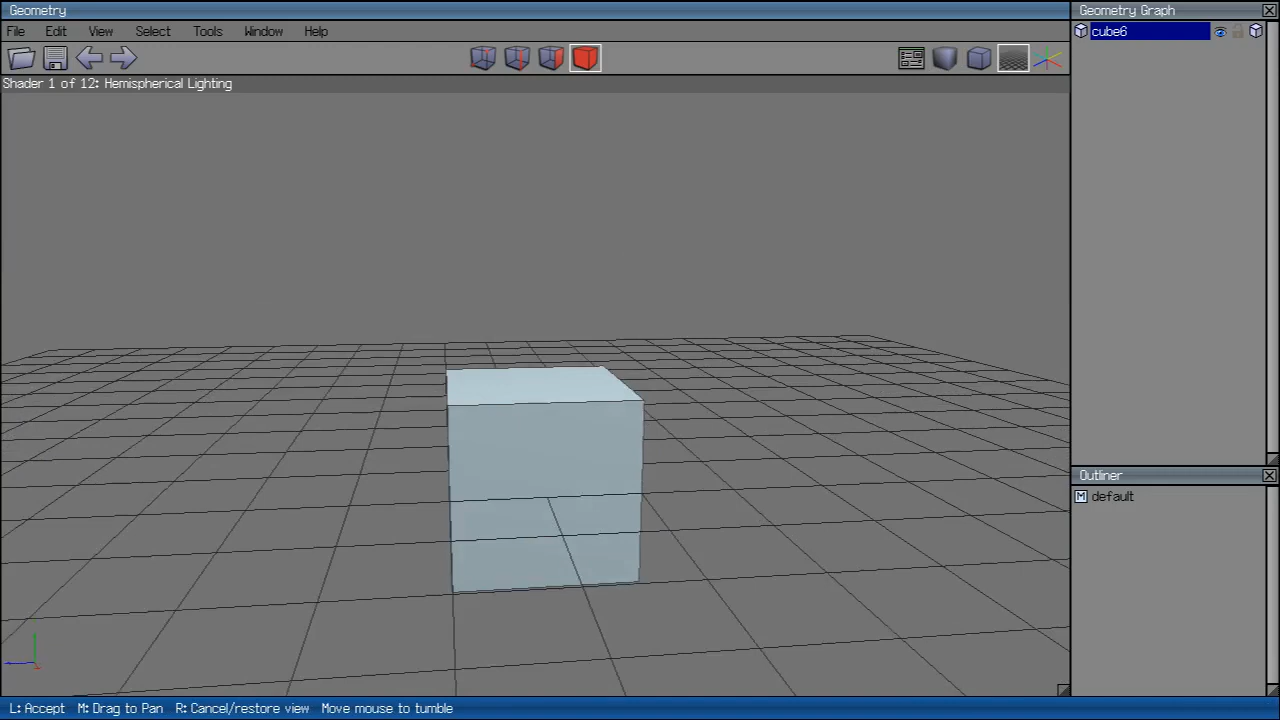 Geometry
Geometry Graph
File Edit View Select Tools Window Help
cube6
Shader 1 of 12: Hemispherical Lighting
Outliner
M default
L: Accept M: Drag to Pan R: Cancel/restore view Move mouse to tumble